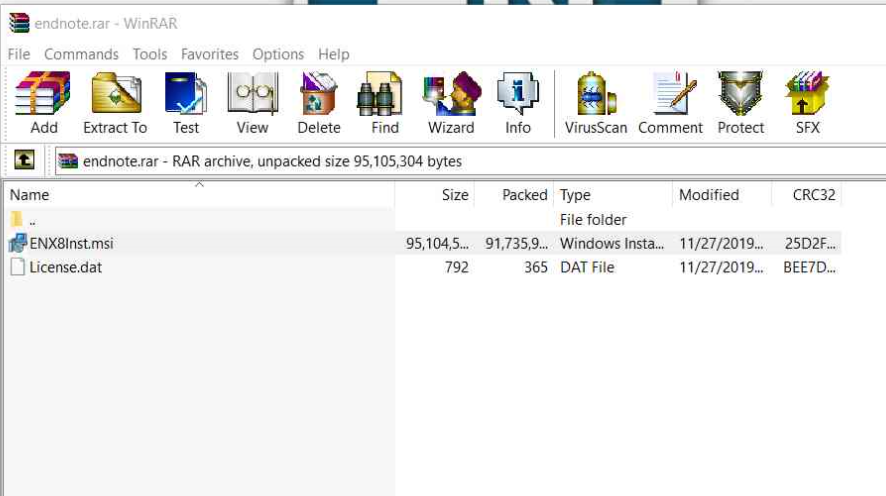 endnote.rar - WinRAR
File Commands Tools Favorites Options Help
Add Extract To Test View Delete Find Wizard Info VirusScan Comment Protect SFX
endnote.rar - RAR archive, unpacked size 95,105,304 bytes
Name Size Packed Type Modified CRC32
.. File folder
ENX8Inst.msi 95,104,5... 91,735,9... Windows Insta... 11/27/2019... 25D2F...
License.dat 792 365 DAT File 11/27/2019... BEE7D...